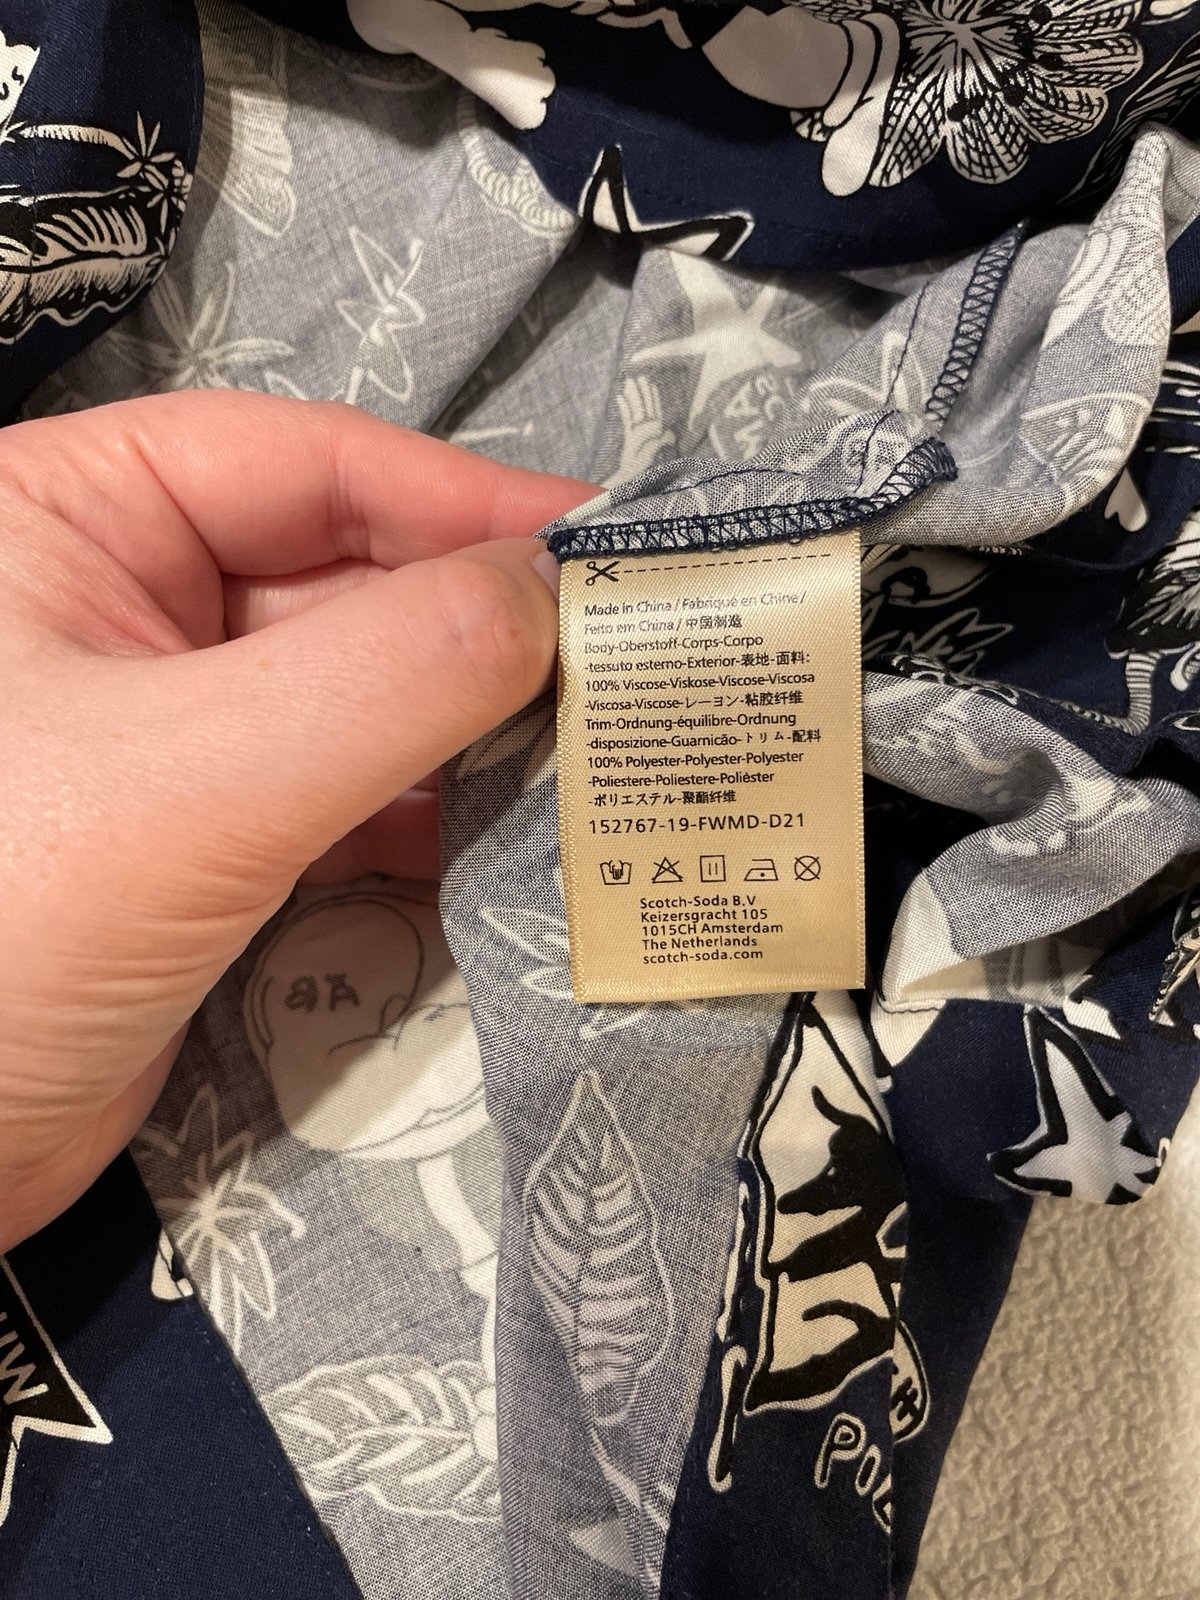 Made in China / Fabriqué en Chine/
Feito em China / 中国制造
Body-Oberstoff-Corps-Corpo
-tessuto esterno-Exterior-表地-面料:
100% Viscose-Viskose-Viscose-Viscosa
-Viscosa-Viscose-レーヨン-粘胶纤维
Trim-Ordnung-équilibre-Ordnung
-disposizione-Guarnicão-トリム-配料
100% Polyester-Polyester-Polyester
-Poliestere-Poliestere-Poliéster
-ポリエステル-聚酯纤维
152767-19-FWMD-D21
Scotch-Soda B.V
Keizersgracht 105
1015CH Amsterdam
The Netherlands
scotch-soda.com